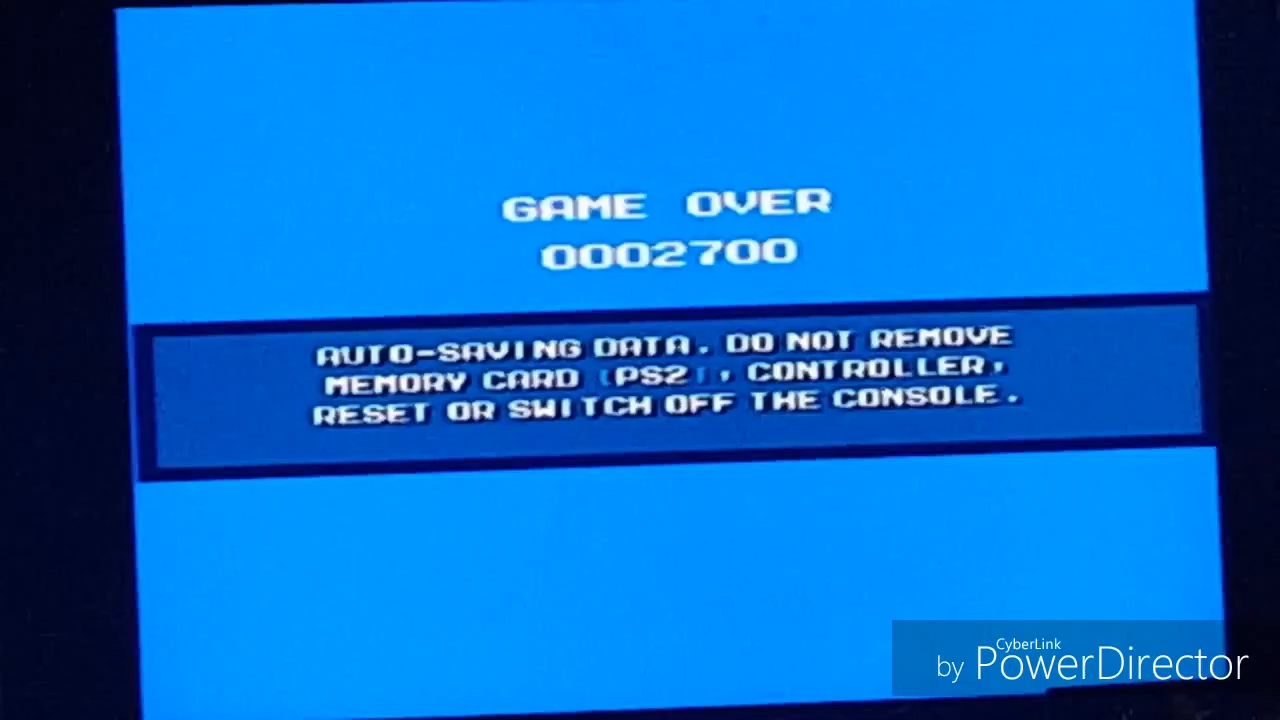 GAME OVER
0002700
AUTO-SAVING DATA. DO NOT REMOVE
MEMORY CARD (PS2), CONTROLLER,
RESET OR SWITCH OFF THE CONSOLE.
CyberLink
by PowerDirector